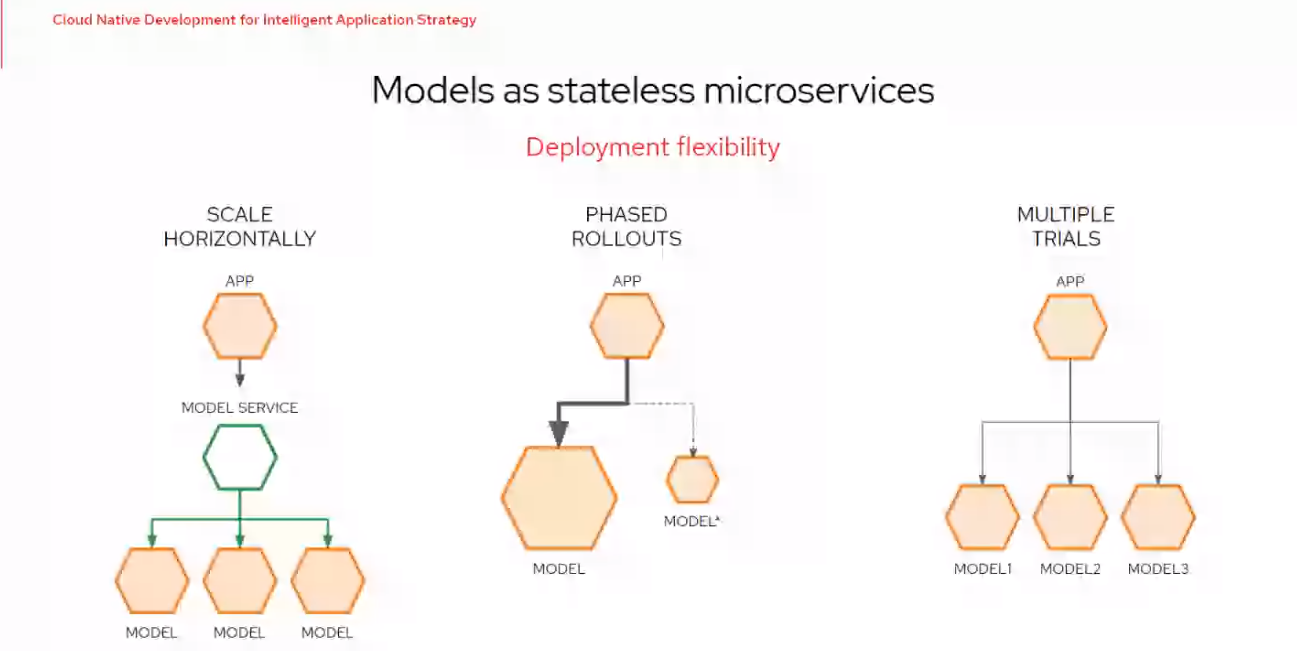 Cloud Native Development for Intelligent Application Strategy
Models as stateless microservices
Deployment flexibility
SCALE
HORIZONTALLY
APP
MODEL SERVICE
MODEL MODEL MODEL
PHASED
ROLLOUTS
APP
MODEL*
MODEL
MULTIPLE
TRIALS
APP
MODEL1 MODEL2 MODEL3